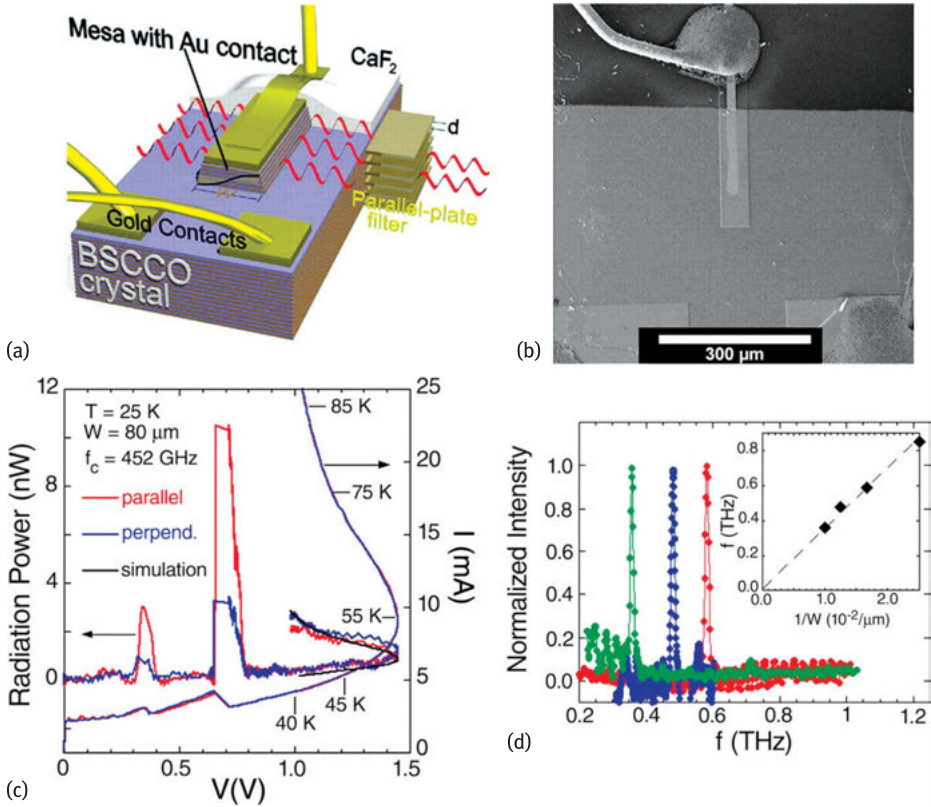 Mesa with Au contact
CaF2
d
Parallel-plate
filter
Gold Contacts
BSCCO
crystal
(a)
300 µm
(b)
12
8
4
0
Radiation Power (nW)
T = 25 K
W = 80 µm
fc = 452 GHz
parallel
perpend.
simulation
85 K
75 K
55 K
45 K
40 K
25
20
15
10
5
0
I (mA)
0
0.5
1.0
1.5
V(V)
(c)
Normalized Intensity
1.0
0.8
0.6
0.4
0.2
0.0
0.2
0.4
0.6
0.8
1
1.2
f (THz)
0.8
0.6
0.4
0.2
0.0
f (THz)
0.0
1.0
2.0
1/W (10-2/µm)
(d)